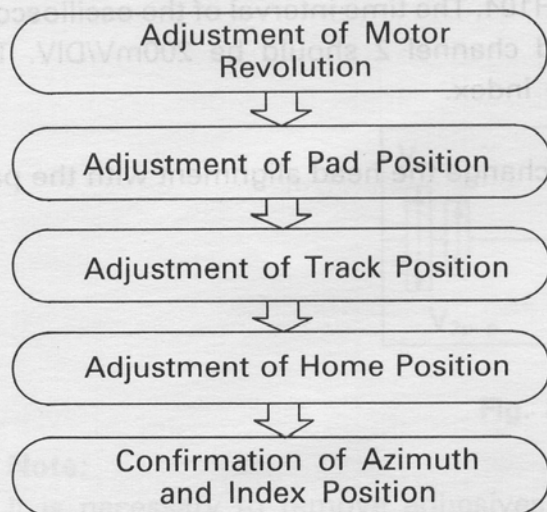 Adjustment of Motor
Revolution
Adjustment of Pad Position
Adjustment of Track Position
Adjustment of Home Position
Confirmation of Azimuth
and Index Position